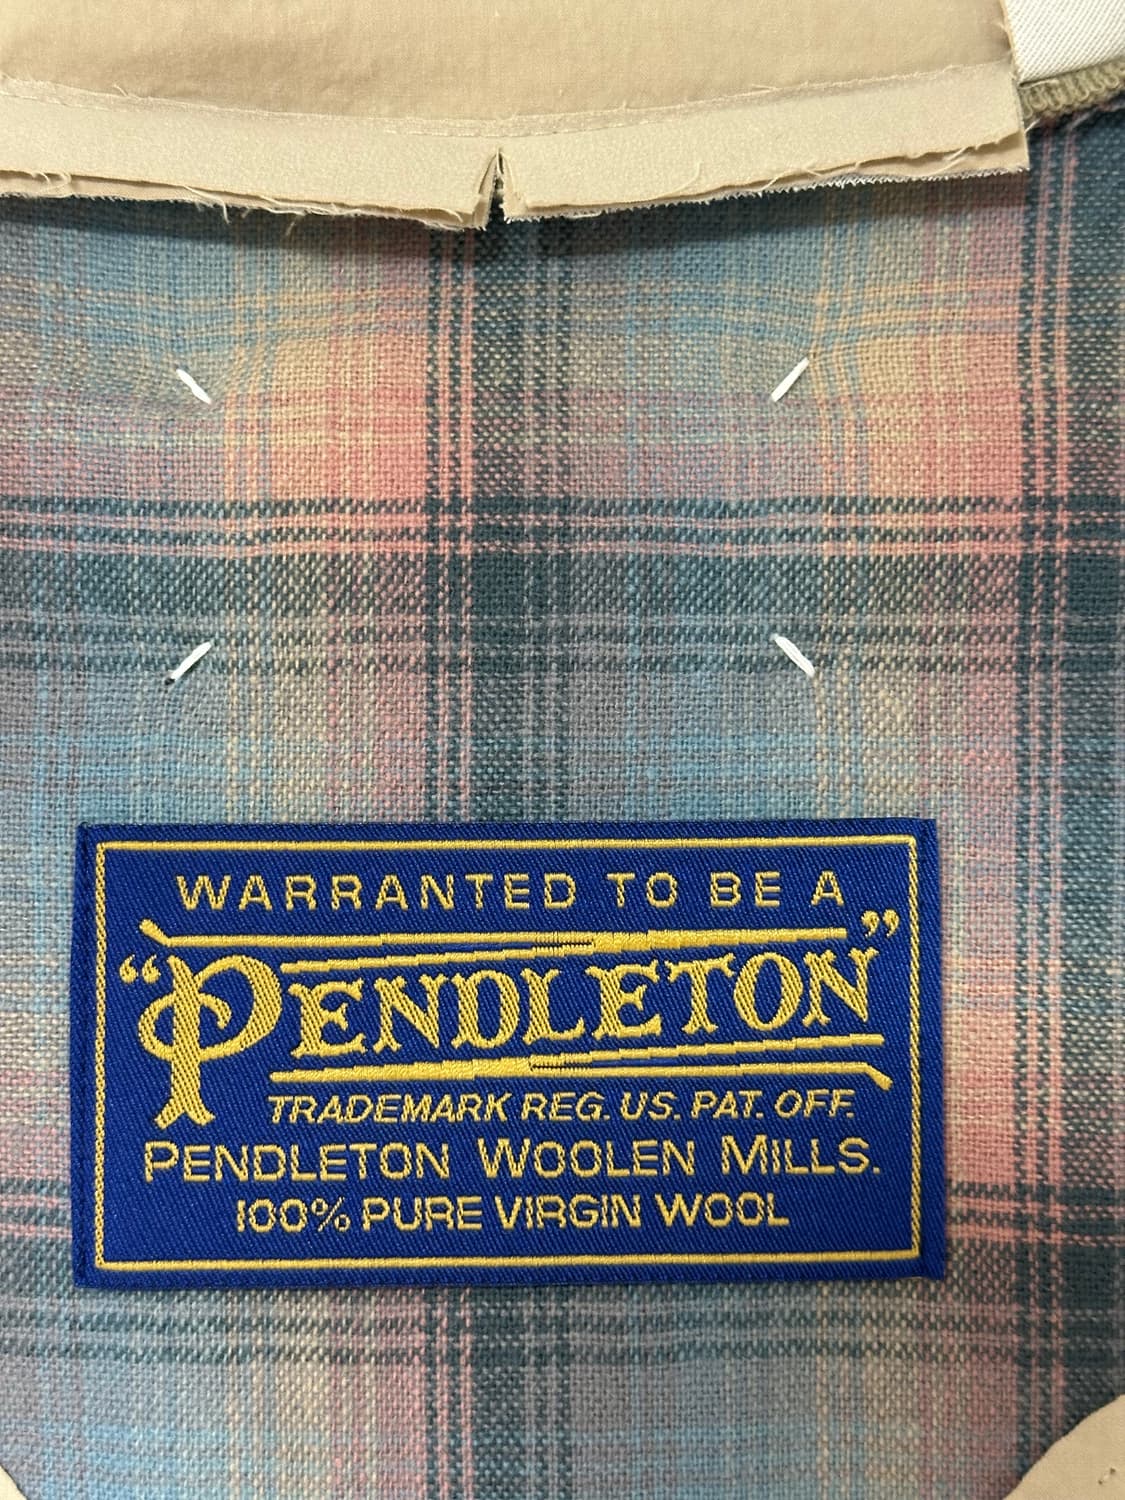 WARRANTED TO BE A
“PENDLETON”
TRADEMARK REG. US. PAT. OFF.
PENDLETON WOOLEN MILLS.
100% PURE VIRGIN WOOL